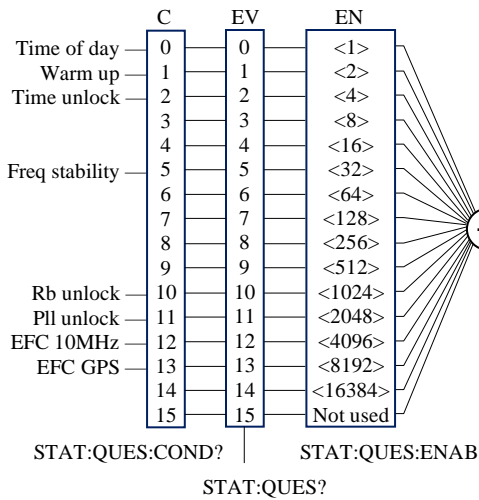 C EV EN
Time of day 0 0 <1>
Warm up 1 1 <2>
Time unlock 2 2 <4>
3 3 <8>
4 4 <16>
Freq stability 5 5 <32>
6 6 <64>
7 7 <128>
8 8 <256>
9 9 <512>
Rb unlock 10 10 <1024>
Pll unlock 11 11 <2048>
EFC 10MHz 12 12 <4096>
EFC GPS 13 13 <8192>
14 14 <16384>
15 15 Not used
STAT:QUES:COND? STAT:QUES:ENAB
STAT:QUES?